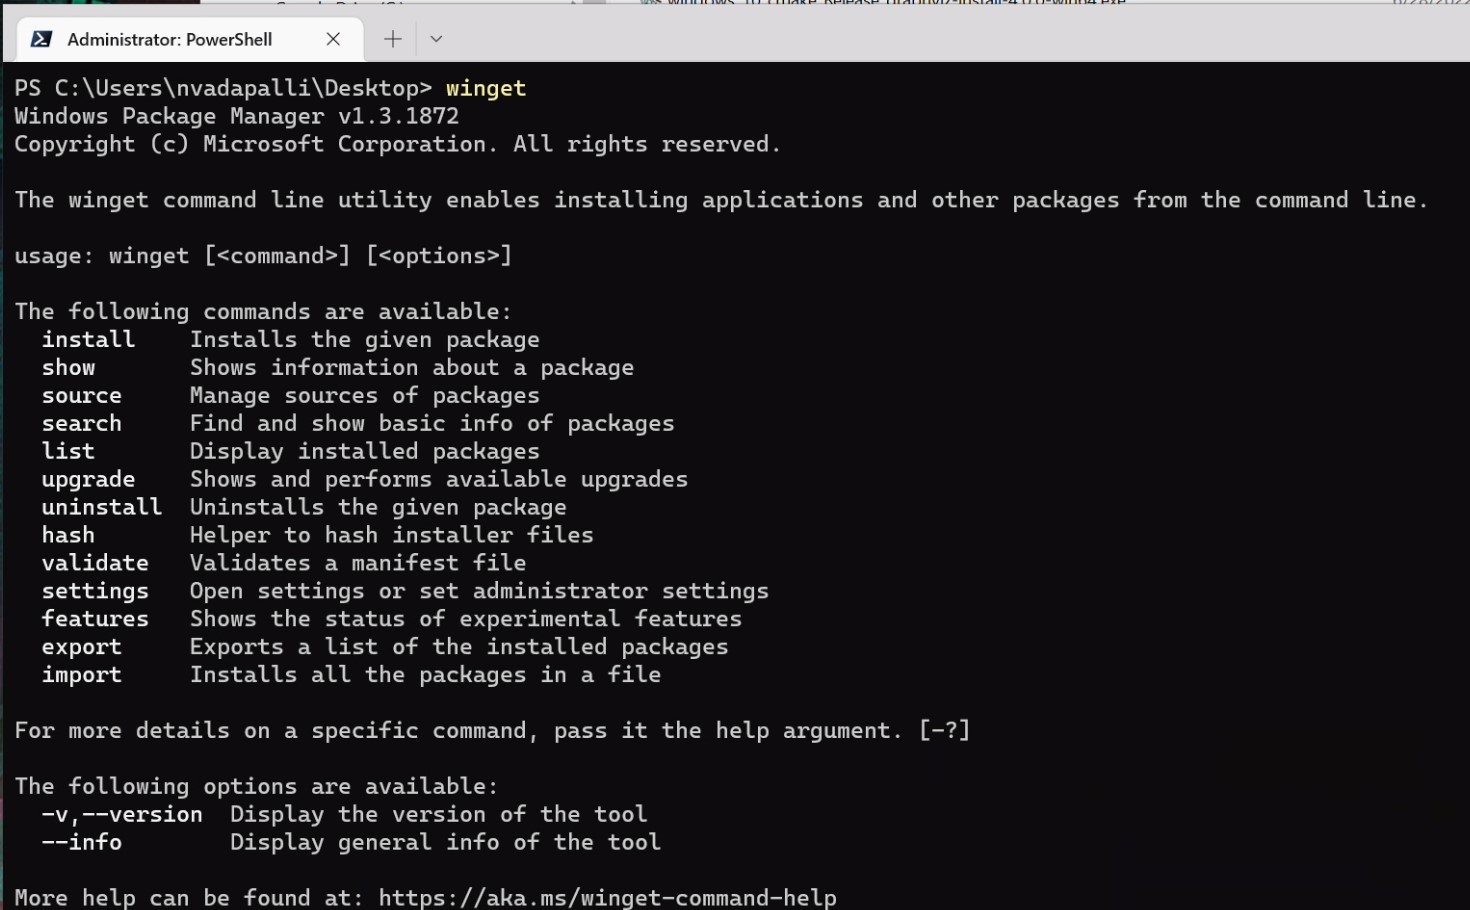 Administrator: PowerShell
PS C:\Users\nvadapalli\Desktop> winget
Windows Package Manager v1.3.1872
Copyright (c) Microsoft Corporation. All rights reserved.
The winget command line utility enables installing applications and other packages from the command line.
usage: winget [<command>] [<options>]
The following commands are available:
install Installs the given package
show Shows information about a package
source Manage sources of packages
search Find and show basic info of packages
list Display installed packages
upgrade Shows and performs available upgrades
uninstall Uninstalls the given package
hash Helper to hash installer files
validate Validates a manifest file
settings Open settings or set administrator settings
features Shows the status of experimental features
export Exports a list of the installed packages
import Installs all the packages in a file
For more details on a specific command, pass it the help argument. [-?]
The following options are available:
-v,--version Display the version of the tool
--info Display general info of the tool
More help can be found at: https://aka.ms/winget-command-help